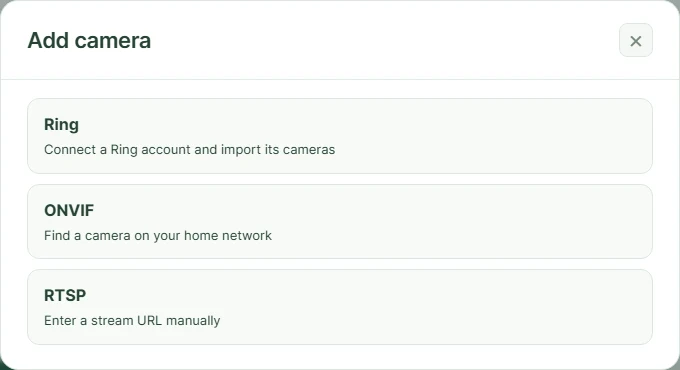 Add camera
Ring
Connect a Ring account and import its cameras
ONVIF
Find a camera on your home network
RTSP
Enter a stream URL manually